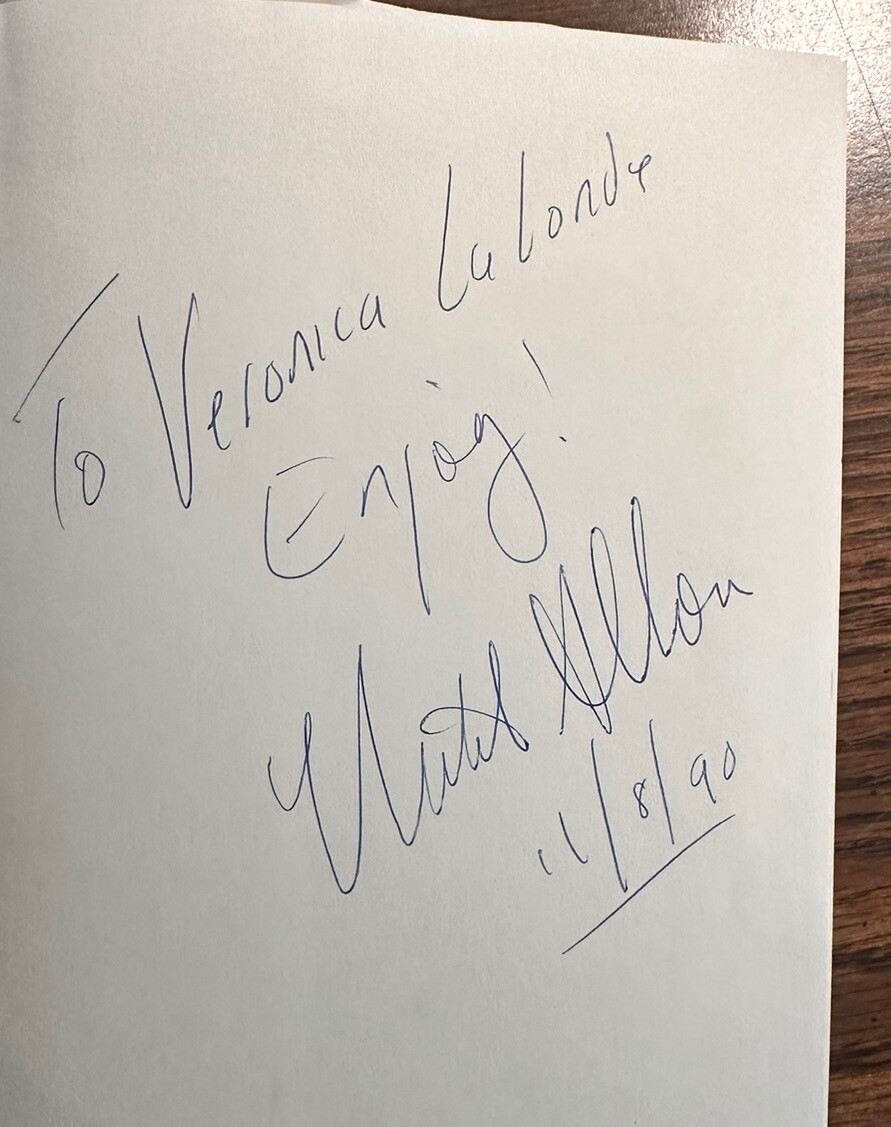 To Veronica LaLonde
Enjoy!
11/8/90